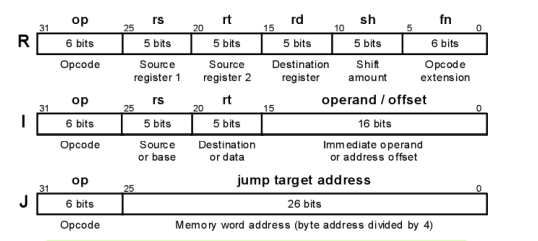 op rs rt rd sh fn
31 25 20 15 10 5 0
R 6 bits 5 bits 5 bits 5 bits 5 bits 6 bits
Opcode Source Source Destination Shift Opcode
register 1 register 2 register amount extension
op rs rt operand / offset
31 25 20 15 0
I 6 bits 5 bits 5 bits 16 bits
Opcode Source Destination Immediate operand
or base or data or address offset
op jump target address
31 25 0
J 6 bits 26 bits
Opcode Memory word address (byte address divided by 4)